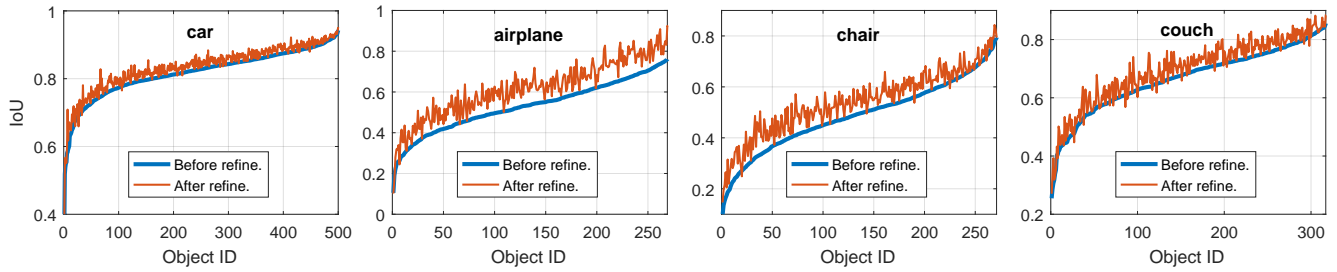 IoU
1
0.8
0.6
0.4
car
Before refine.
After refine.
0 100 200 300 400 500
Object ID
1
0.8
0.6
0.4
0.2
0
airplane
Before refine.
After refine.
0 50 100 150 200 250
Object ID
0.8
0.6
0.4
0.2
chair
Before refine.
After refine.
0 50 100 150 200 250
Object ID
1
0.8
0.6
0.4
0.2
couch
Before refine.
After refine.
0 100 200 300
Object ID